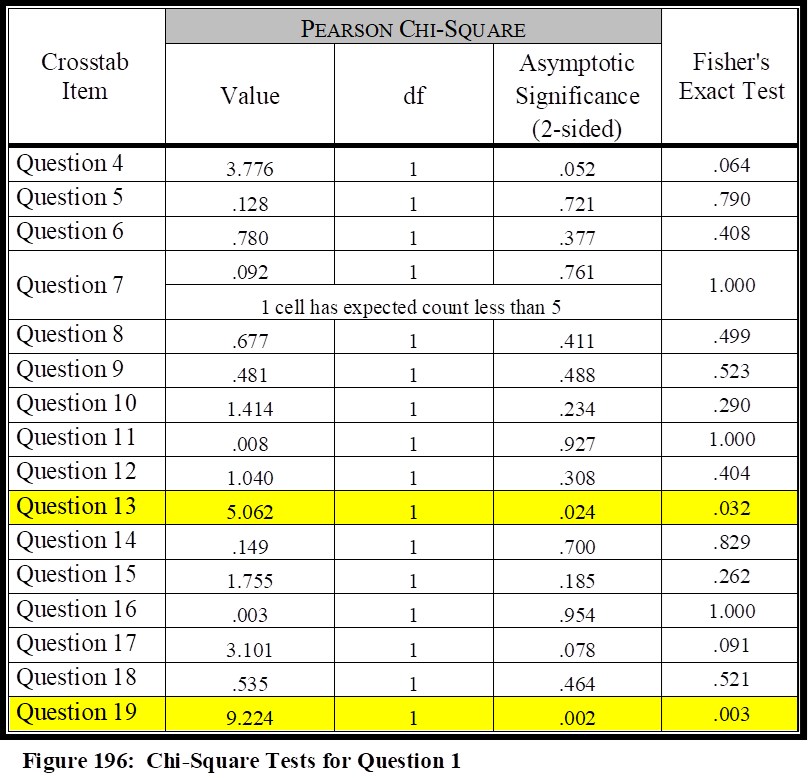 Crosstab Item
PEARSON CHI-SQUARE
Fisher's Exact Test
Value
df
Asymptotic Significance (2-sided)
Question 4 3.776 1 .052 .064
Question 5 .128 1 .721 .790
Question 6 .780 1 .377 .408
Question 7 .092 1 .761 1.000
1 cell has expected count less than 5
Question 8 .677 1 .411 .499
Question 9 .481 1 .488 .523
Question 10 1.414 1 .234 .290
Question 11 .008 1 .927 1.000
Question 12 1.040 1 .308 .404
Question 13 5.062 1 .024 .032
Question 14 .149 1 .700 .829
Question 15 1.755 1 .185 .262
Question 16 .003 1 .954 1.000
Question 17 3.101 1 .078 .091
Question 18 .535 1 .464 .521
Question 19 9.224 1 .002 .003
Figure 196: Chi-Square Tests for Question 1